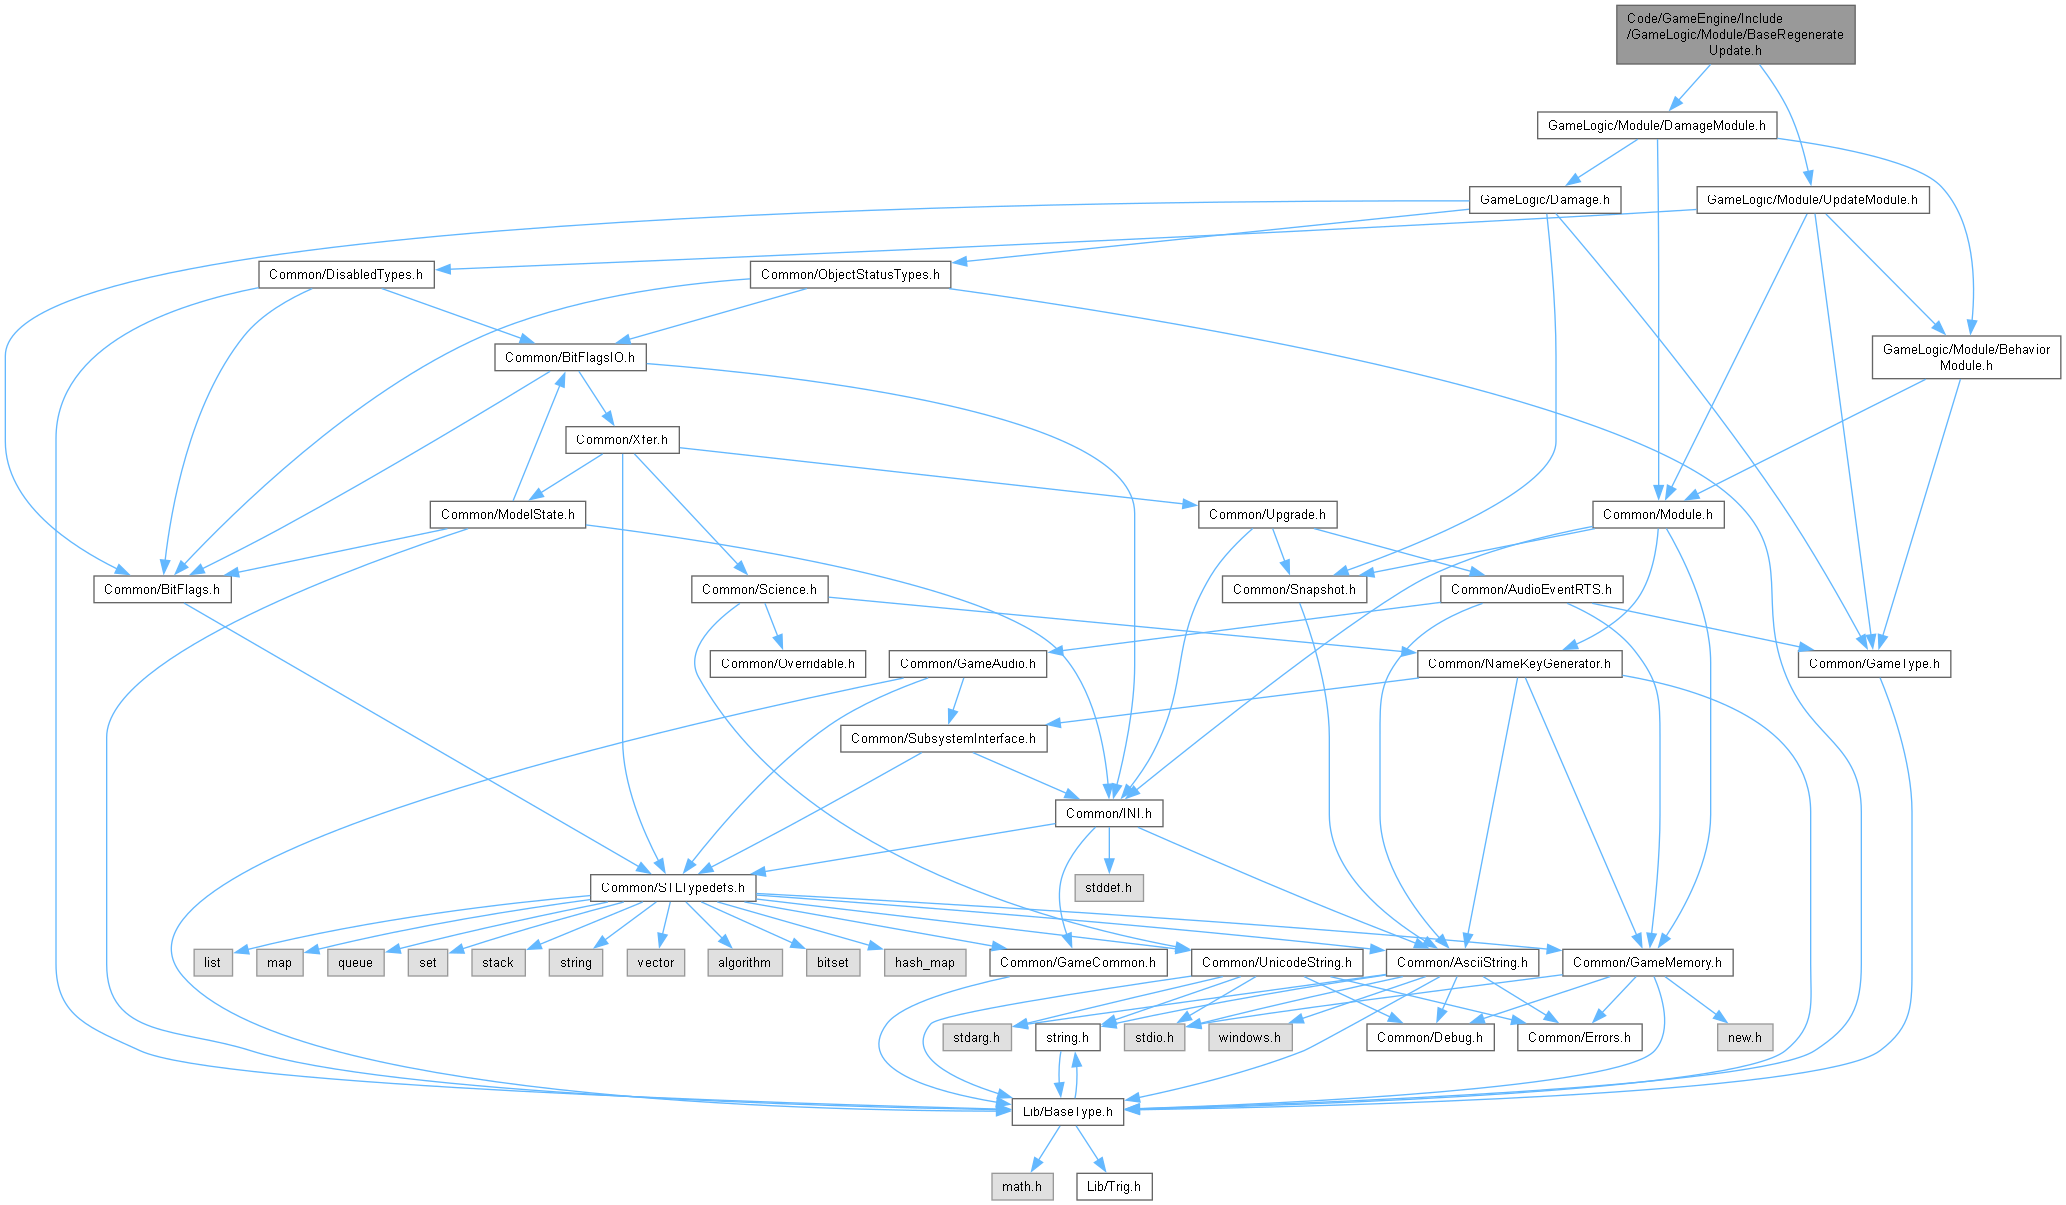 Code/GameEngine/Include
/GameLogic/Module/BaseRegenerate
Update.h
GameLogic/Module/DamageModule.h
GameLogic/Damage.h
GameLogic/Module/UpdateModule.h
Common/DisabledTypes.h
Common/ObjectStatusTypes.h
Common/BitFlagsIO.h
GameLogic/Module/Behavior
Module.h
Common/Xfer.h
Common/ModelState.h
Common/Upgrade.h
Common/Module.h
Common/BitFlags.h
Common/Science.h
Common/Snapshot.h
Common/AudioEventRTS.h
Common/Overridable.h
Common/GameAudio.h
Common/NameKeyGenerator.h
Common/GameType.h
Common/SubsystemInterface.h
Common/INI.h
Common/STLTypedefs.h
stddef.h
list
map
queue
set
stack
string
vector
algorithm
bitset
hash_map
Common/GameCommon.h
Common/UnicodeString.h
Common/AsciiString.h
Common/GameMemory.h
stdarg.h
string.h
stdio.h
windows.h
Common/Debug.h
Common/Errors.h
new.h
Lib/BaseType.h
math.h
Lib/Trig.h